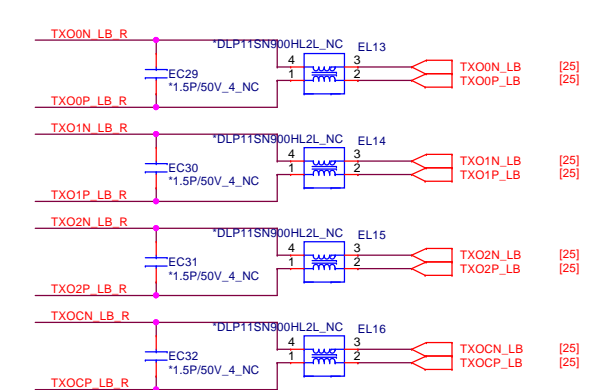 TXO0N_LB_R
*DLP11SN900HL2L_NC EL13
4 3 TXO0N_LB [25]
1 2 TXO0P_LB [25]
EC29
*1.5P/50V_4_NC
TXO0P_LB_R
TXO1N_LB_R
*DLP11SN900HL2L_NC EL14
4 3 TXO1N_LB [25]
1 2 TXO1P_LB [25]
EC30
*1.5P/50V_4_NC
TXO1P_LB_R
TXO2N_LB_R
*DLP11SN900HL2L_NC EL15
4 3 TXO2N_LB [25]
1 2 TXO2P_LB [25]
EC31
*1.5P/50V_4_NC
TXO2P_LB_R
TXOCN_LB_R
*DLP11SN900HL2L_NC EL16
4 3 TXOCN_LB [25]
1 2 TXOCP_LB [25]
EC32
*1.5P/50V_4_NC
TXOCP_LB_R